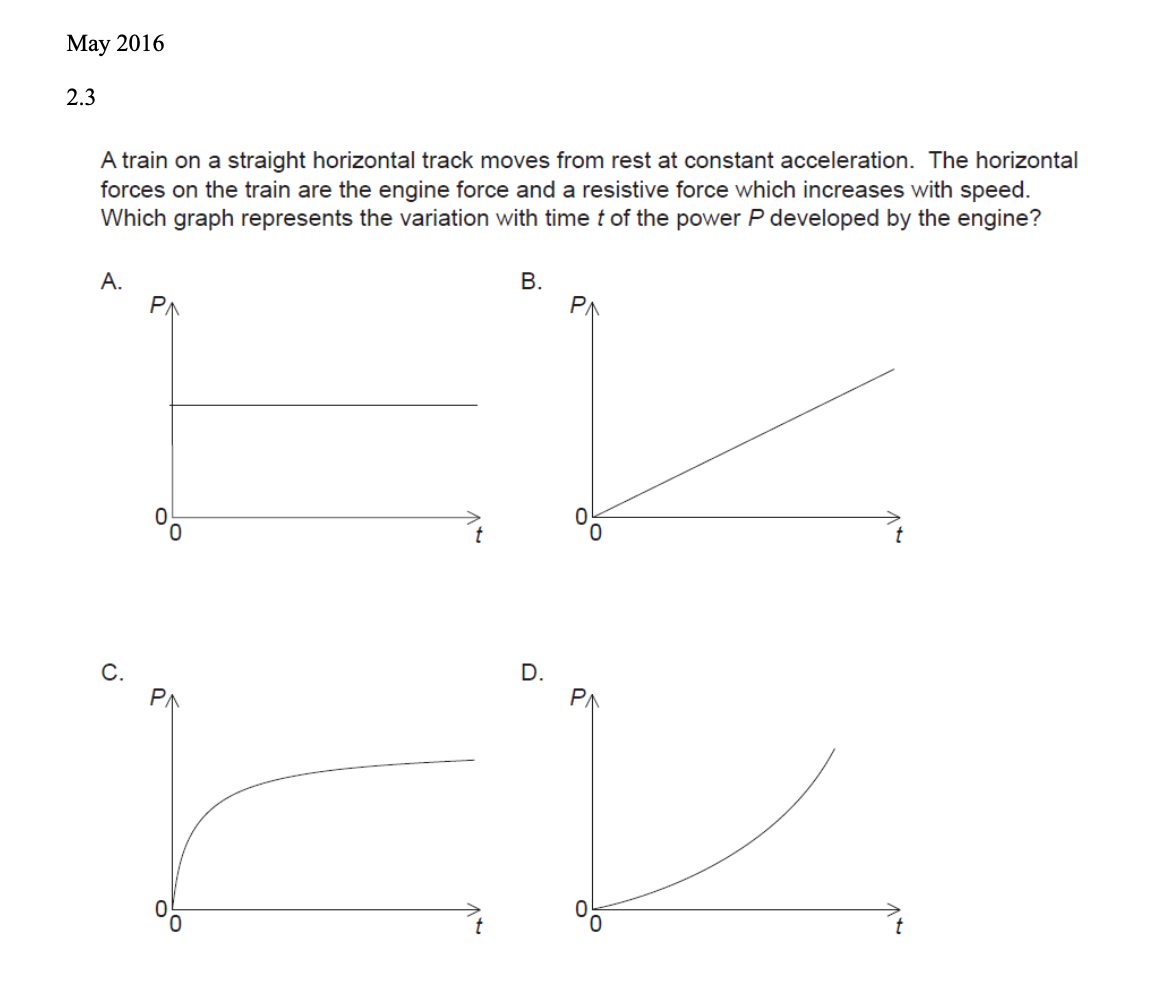 May 2016
2.3
A train on a straight horizontal track moves from rest at constant acceleration. The horizontal
forces on the train are the engine force and a resistive force which increases with speed.
Which graph represents the variation with time t of the power P developed by the engine?
A.
B.
P
P
0
0
t
0
0
t
C.
D.
P
P
0
0
t
0
0
t